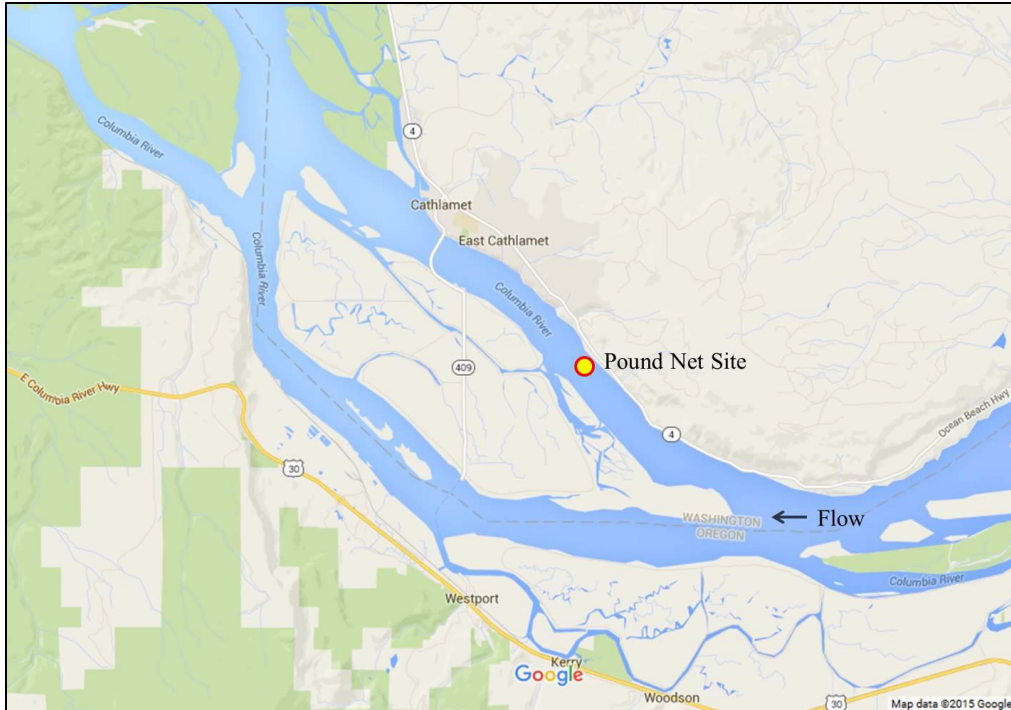 Columbia River
4
Cathlamet
East Cathlamet
Columbia River
Columbia River
Pound Net Site
409
E Columbia River Hwy
Ocean Beach Hwy
4
30
WASHINGTON
OREGON
Flow
Columbia River
Westport
Kerry
Google
Woodson
30
Map data ©2015 Google